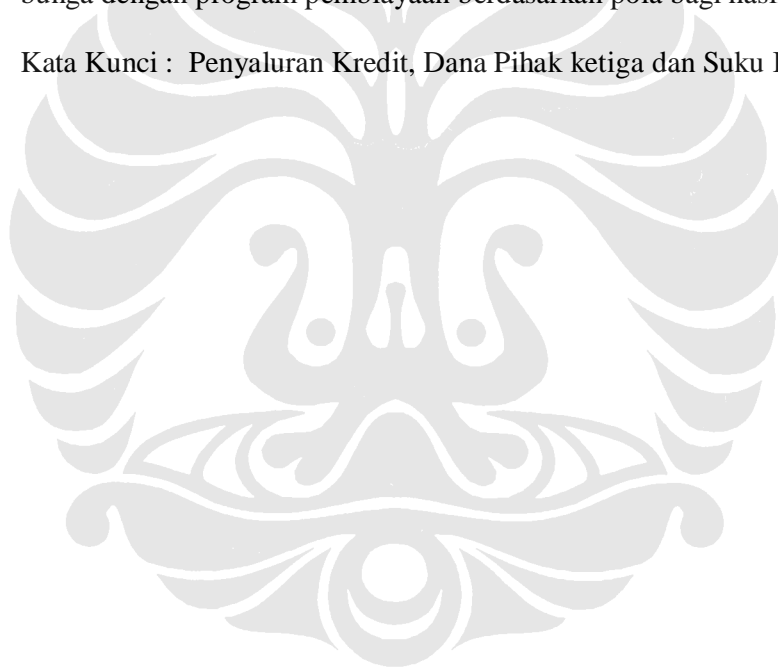 bunga dengan program pembiayaan berdasarkan pola bagi hasil
Kata Kunci : Penyaluran Kredit, Dana Pihak ketiga dan Suku